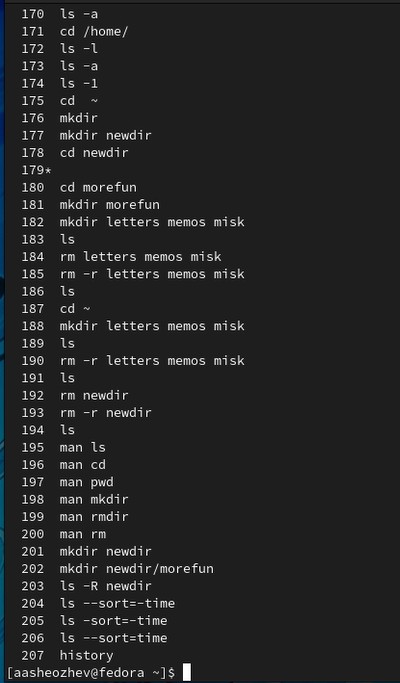 170 ls -a
171 cd /home/
172 ls -l
173 ls -a
174 ls -1
175 cd  ~
176 mkdir
177 mkdir newdir
178 cd newdir
179*
180 cd morefun
181 mkdir morefun
182 mkdir letters memos misk
183 ls
184 rm letters memos misk
185 rm -r letters memos misk
186 ls
187 cd ~
188 mkdir letters memos misk
189 ls
190 rm -r letters memos misk
191 ls
192 rm newdir
193 rm -r newdir
194 ls
195 man ls
196 man cd
197 man pwd
198 man mkdir
199 man rmdir
200 man rm
201 mkdir newdir
202 mkdir newdir/morefun
203 ls -R newdir
204 ls --sort=-time
205 ls -sort=-time
206 ls --sort=time
207 history
[aasheozhev@fedora ~]$